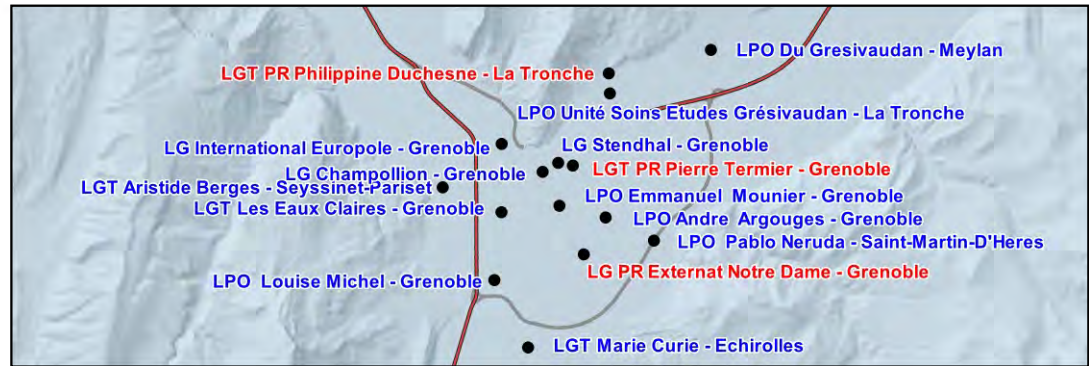 LPO Du Gresivaudan - Meylan
LGT PR Philippine Duchesne - La Tronche
LPO Unité Soins Etudes Grésivaudan - La Tronche
LG International Europole - Grenoble
LG Stendhal - Grenoble
LG Champollion - Grenoble
LGT PR Pierre Termier - Grenoble
LGT Aristide Berges - Seyssinet-Pariset
LPO Emmanuel  Mounier - Grenoble
LGT Les Eaux Claires - Grenoble
LPO Andre  Argouges - Grenoble
LPO  Pablo Neruda - Saint-Martin-D'Heres
LG PR Externat Notre Dame - Grenoble
LPO  Louise Michel - Grenoble
LGT Marie Curie - Echirolles